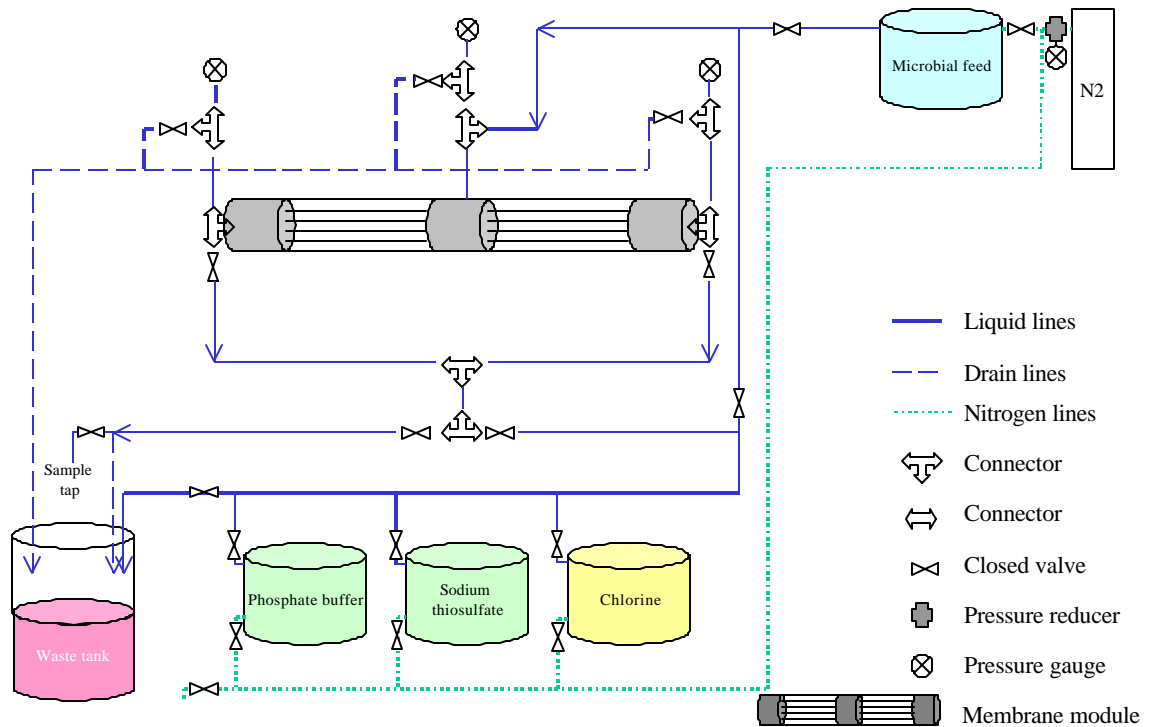 Microbial feed
N2
Liquid lines
Drain lines
Nitrogen lines
Connector
Sample
tap
Connector
Closed valve
Phosphate buffer
Sodium
thiosulfate
Chlorine
Pressure reducer
Waste tank
Pressure gauge
Membrane module